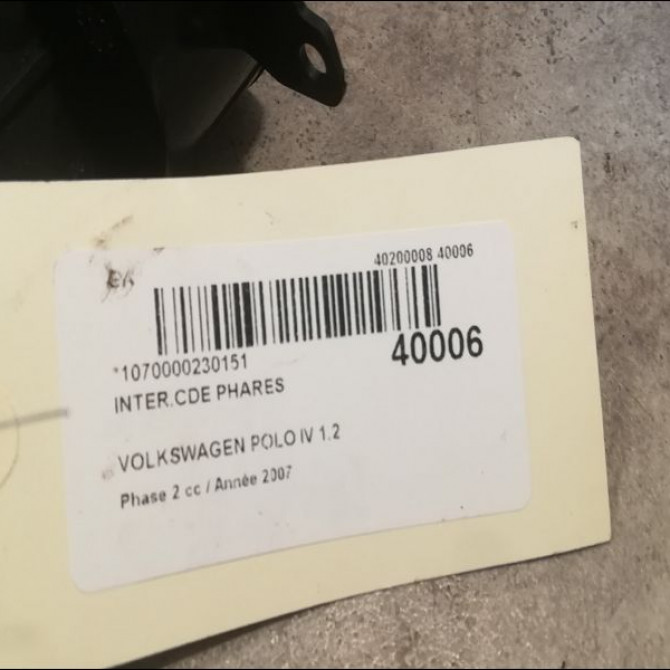 40200008 40006
*1070000230151
40006
INTER.CDE PHARES
VOLKSWAGEN POLO IV 1.2
Phase 2 cc / Année 2007